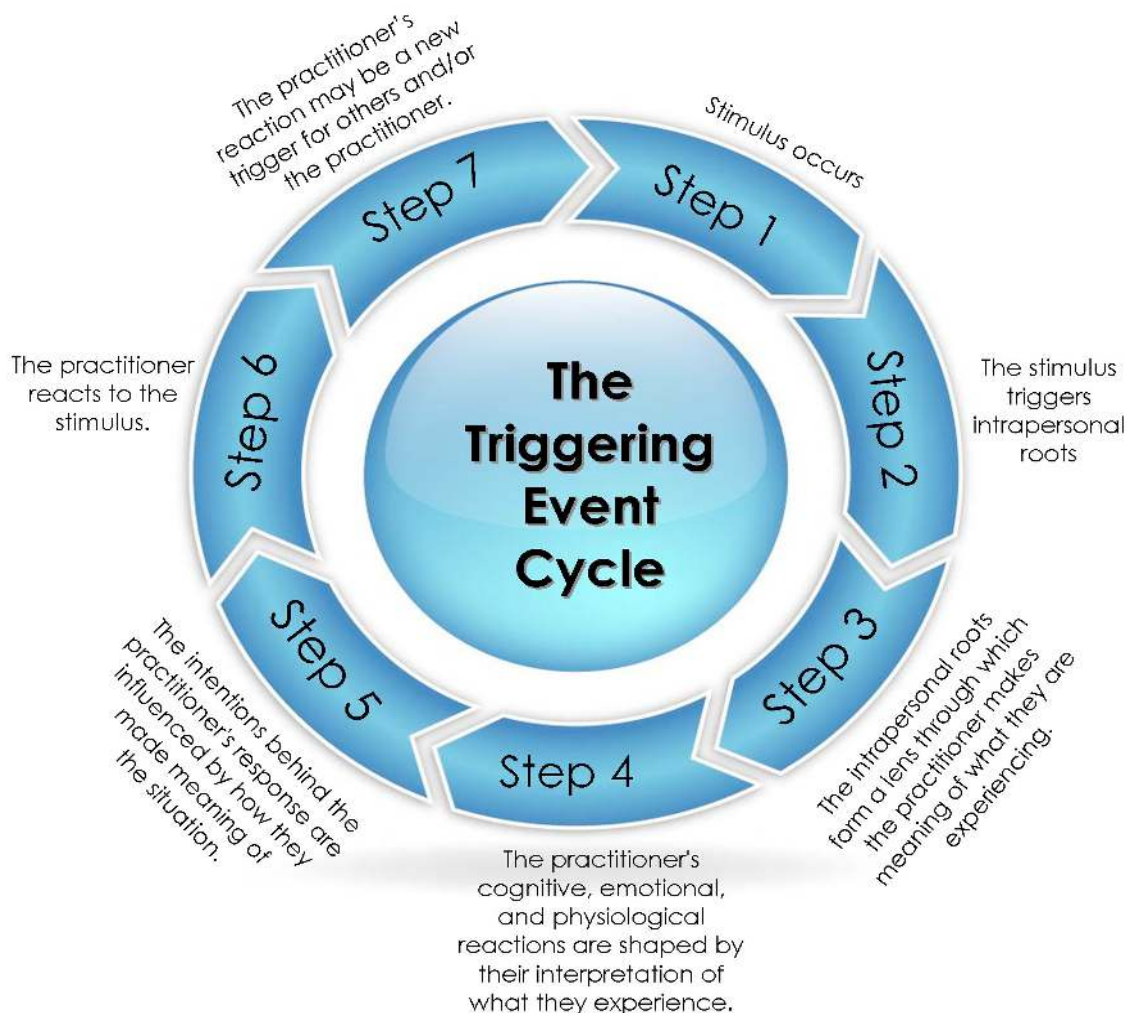 The
Triggering
Event
Cycle
Step 1
Stimulus occurs
Step 2
The stimulus
triggers
intrapersonal
roots
Step 3
The intrapersonal roots
form a lens through which
the practitioner makes
meaning of what they are
experiencing.
Step 4
The practitioner's
cognitive, emotional,
and physiological
reactions are shaped by
their interpretation of
what they experience.
Step 5
The intentions behind the
practitioner's response are
influenced by how they
made meaning of
the situation.
Step 6
The practitioner
reacts to the
stimulus.
Step 7
The practitioner's
reaction may be a new
trigger for others and/or
the practitioner.